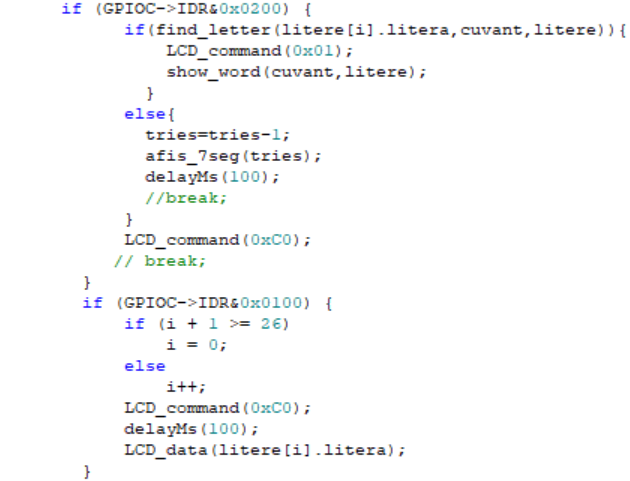 if (GPIOC->IDR&0x0200) {
if(find_letter(litere[i].litera,cuvant,litere)){
LCD_command(0x01);
show_word(cuvant,litere);
}
else{
tries=tries-1;
afis_7seg(tries);
delayMs(100);
//break;
}
LCD_command(0xC0);
// break;
}
if (GPIOC->IDR&0x0100) {
if (i + 1 >= 26)
i = 0;
else
i++;
LCD_command(0xC0);
delayMs(100);
LCD_data(litere[i].litera);
}